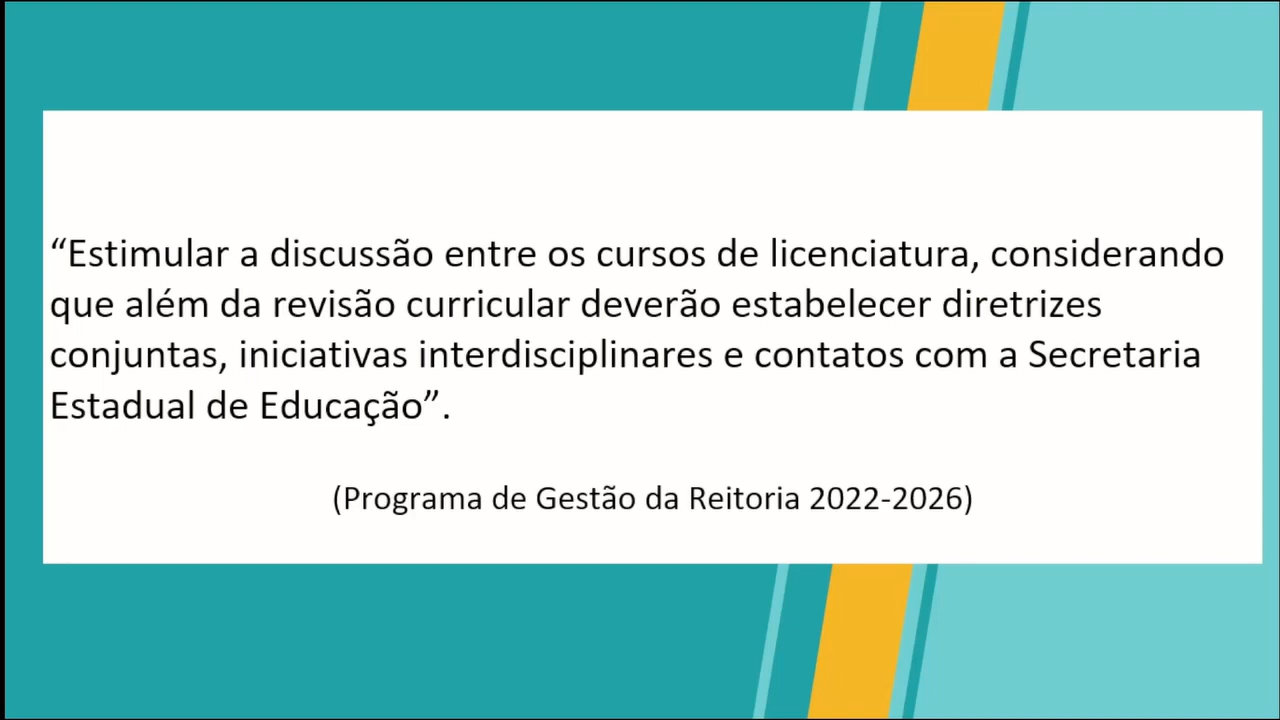 “Estimular a discussão entre os cursos de licenciatura, considerando
que além da revisão curricular deverão estabelecer diretrizes
conjuntas, iniciativas interdisciplinares e contatos com a Secretaria
Estadual de Educação”.
(Programa de Gestão da Reitoria 2022-2026)